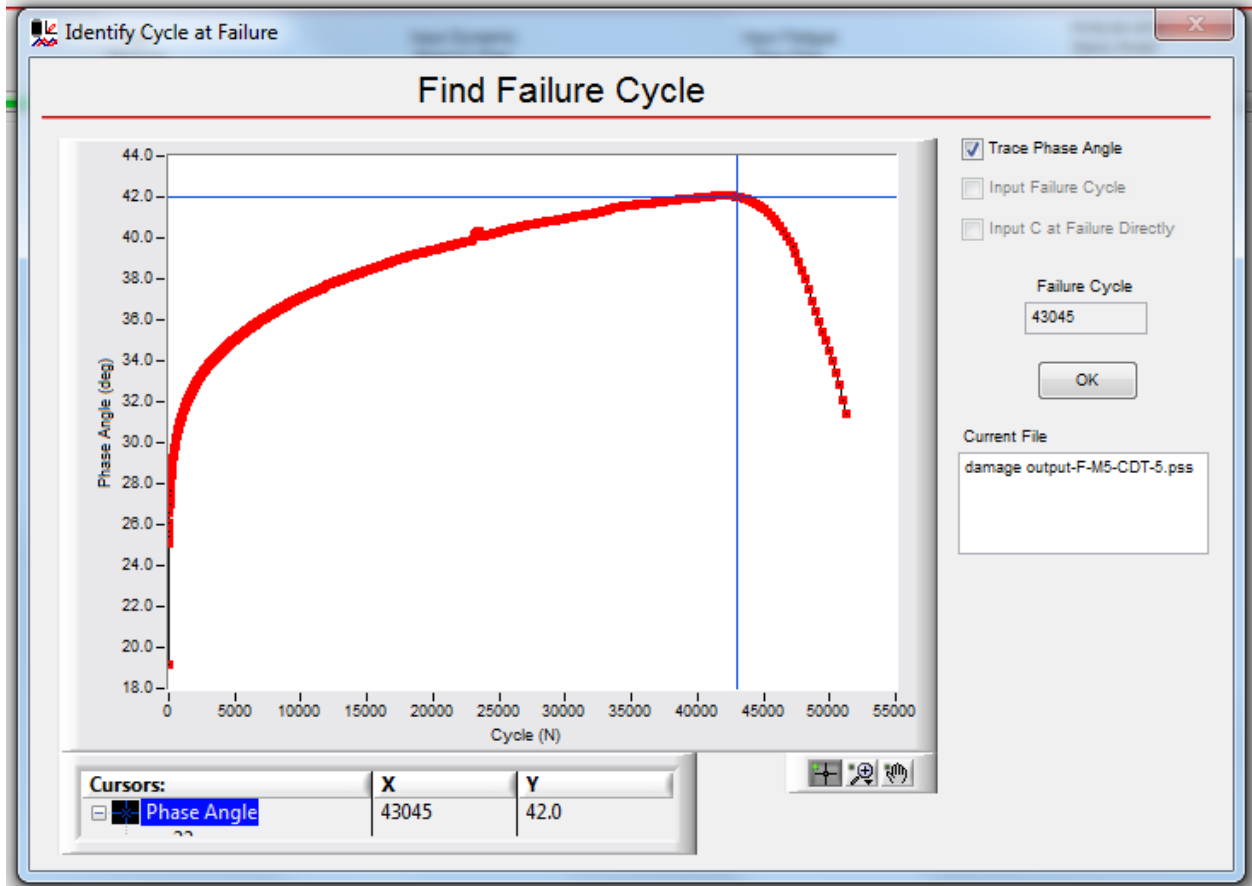 Identify Cycle at Failure
Find Failure Cycle
Trace Phase Angle
Input Failure Cycle
Input C at Failure Directly
Failure Cycle
43045
OK
Current File
damage output-F-M5-CDT-5.pss
44.0
42.0
40.0
38.0
36.0
34.0
32.0
30.0
28.0
26.0
24.0
22.0
20.0
18.0
Phase Angle (deg)
0 5000 10000 15000 20000 25000 30000 35000 40000 45000 50000 55000
Cycle (N)
Cursors: X Y
Phase Angle 43045 42.0